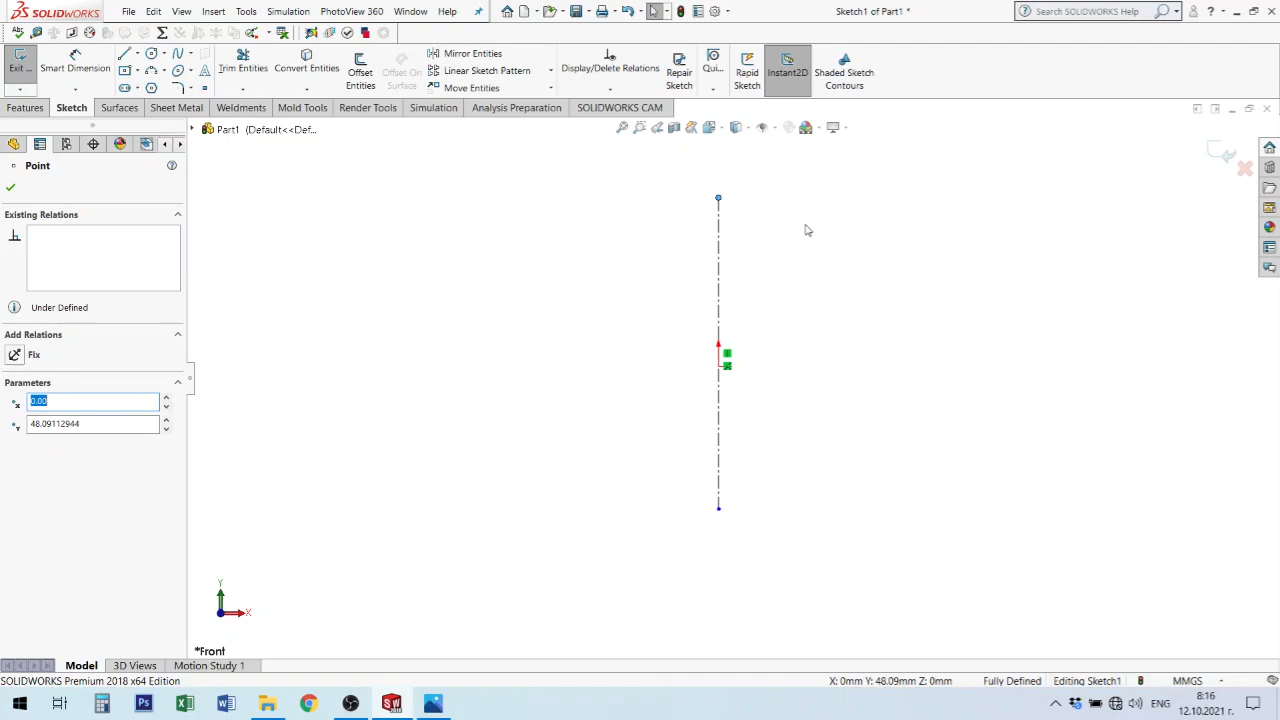 SOLIDWORKS File Edit View Insert Tools Simulation PhotoView 360 Window Help Sketch1 of Part1 * Search SOLIDWORKS Help
Exit ... Smart Dimension Trim Entities Convert Entities Offset Entities Offset On Surface Mirror Entities Linear Sketch Pattern Move Entities Display/Delete Relations Repair Sketch Qui... Rapid Sketch Instant2D Shaded Sketch Contours
Features Sketch Surfaces Sheet Metal Weldments Mold Tools Render Tools Simulation Analysis Preparation SOLIDWORKS CAM
Part1 (Default<<Def...
Point
Existing Relations
Under Defined
Add Relations
Fix
Parameters
0.00
48.09112944
Y
X
*Front
Model 3D Views Motion Study 1
SOLIDWORKS Premium 2018 x64 Edition X: 0mm Y: 48.09mm Z: 0mm Fully Defined Editing Sketch1 MMGS
ENG 8:16
12.10.2021 г.